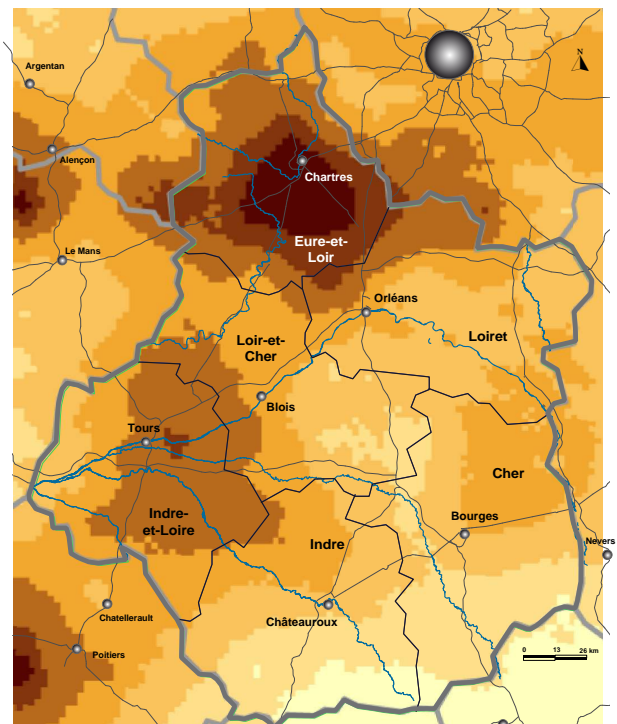 N
Argentan
Alençon
Chartres
Eure-et-
Loir
Le Mans
Orléans
Loir-et-
Cher
Loiret
Blois
Tours
Cher
Indre-
et-Loire
Bourges
Indre
Nevers
Chatellerault
Châteauroux
Poitiers
0 13 26 km